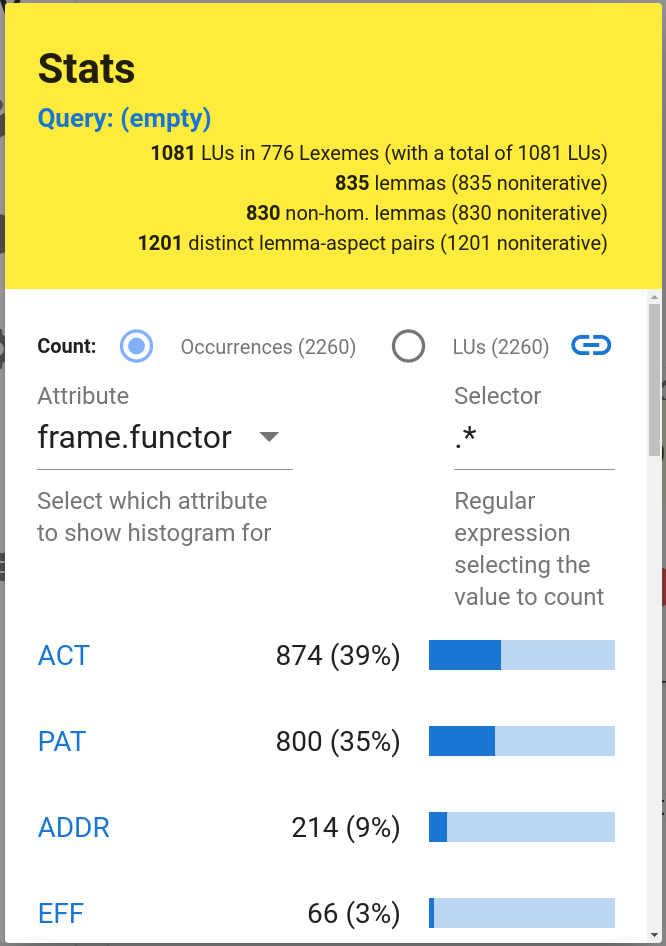 Stats
Query: (empty)
1081 LUs in 776 Lexemes (with a total of 1081 LUs)
835 lemmas (835 noniterative)
830 non-hom. lemmas (830 noniterative)
1201 distinct lemma-aspect pairs (1201 noniterative)
Count: Occurrences (2260) LUs (2260)
Attribute Selector
frame.functor .*
Select which attribute
to show histogram for
Regular
expression
selecting the
value to count
ACT 874 (39%)
PAT 800 (35%)
ADDR 214 (9%)
EFF 66 (3%)